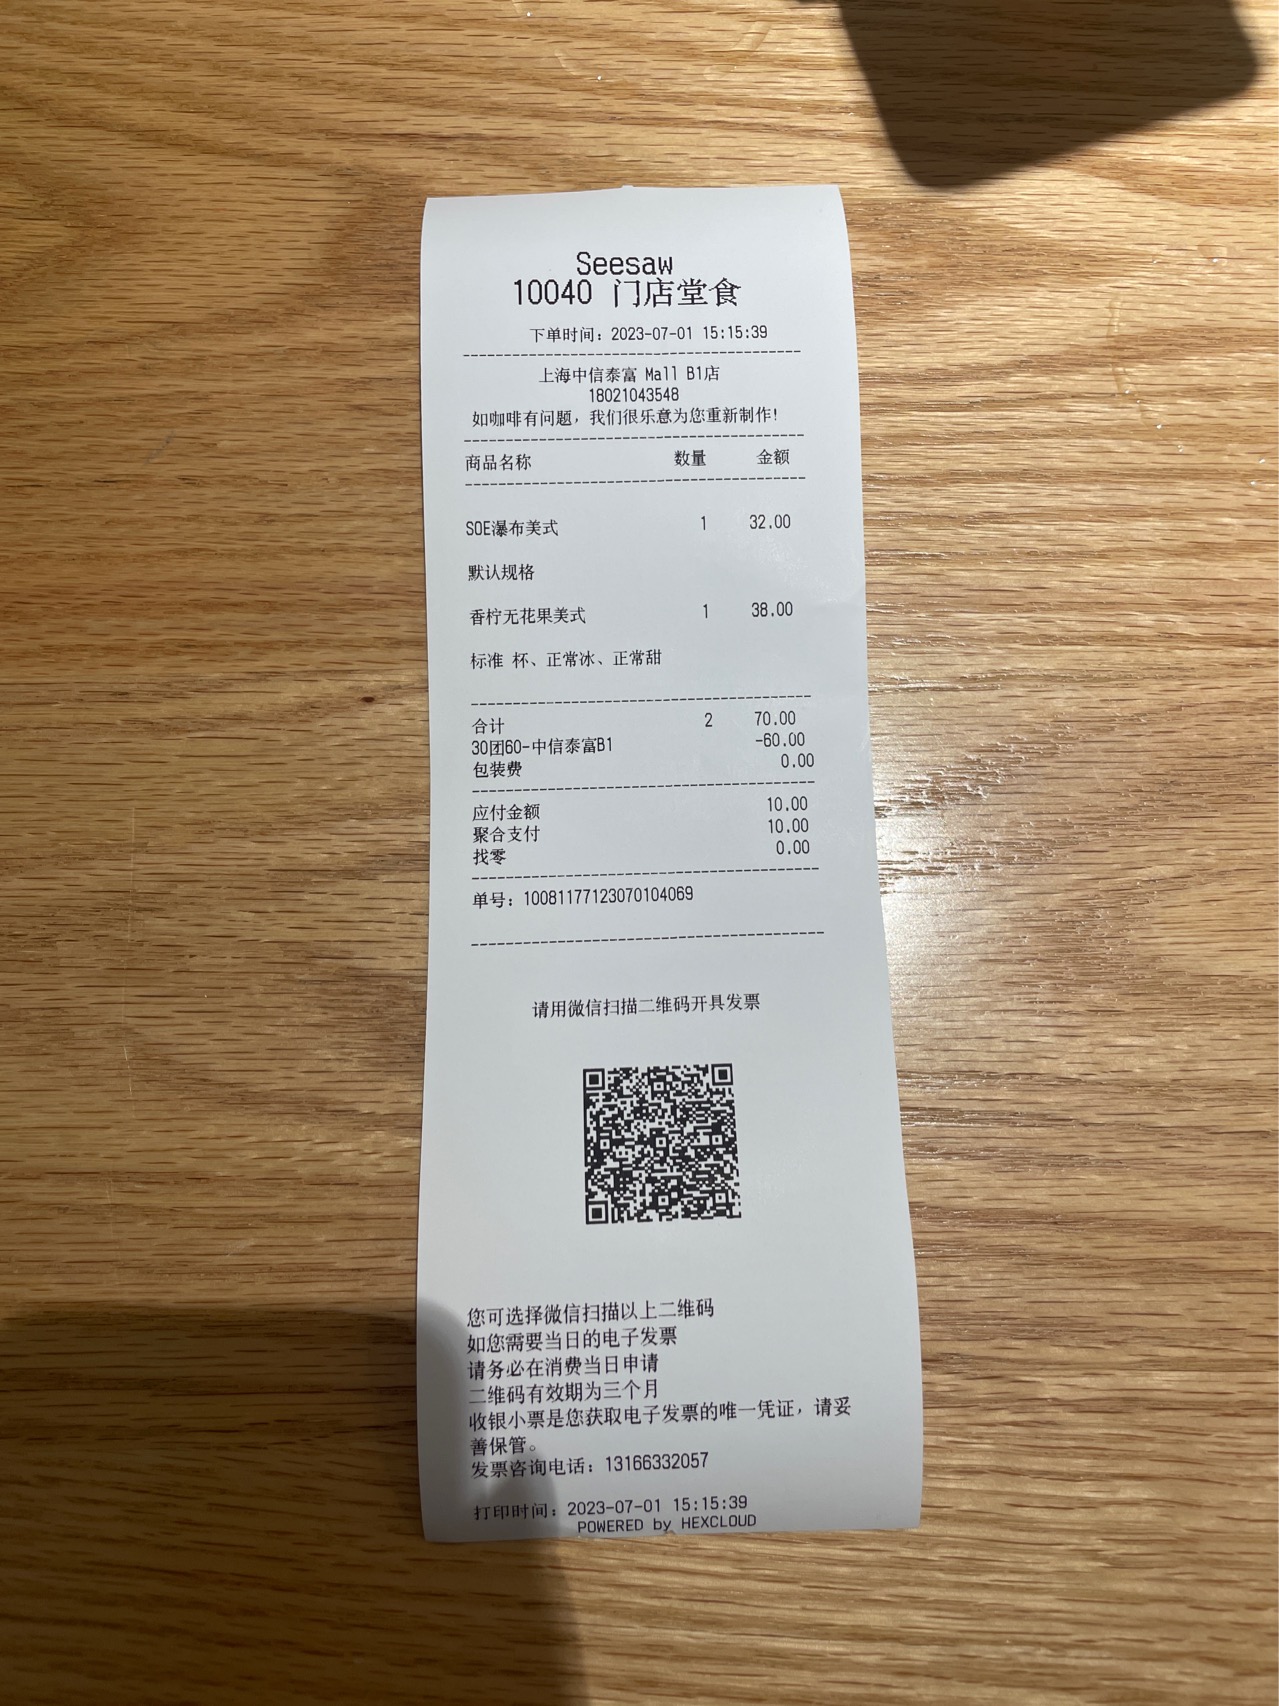 Seesaw
10040 门店堂食
下单时间：2023-07-01 15:15:39
上海中信泰富 Mall B1店
18021043548
如咖啡有问题，我们很乐意为您重新制作！
商品名称 数量 金额
SOE瀑布美式 1 32.00
默认规格
香柠无花果美式 1 38.00
标准 杯、正常冰、正常甜
合计 2 70.00
30团60-中信泰富B1 -60.00
包装费 0.00
应付金额 10.00
聚合支付 10.00
找零 0.00
单号：10081177123070104069
请用微信扫描二维码开具发票
您可选择微信扫描以上二维码
如您需要当日的电子发票
请务必在消费当日申请
二维码有效期为三个月
收银小票是您获取电子发票的唯一凭证，请妥
善保管。
发票咨询电话：13166332057
打印时间：2023-07-01 15:15:39
POWERED by HEXCLOUD